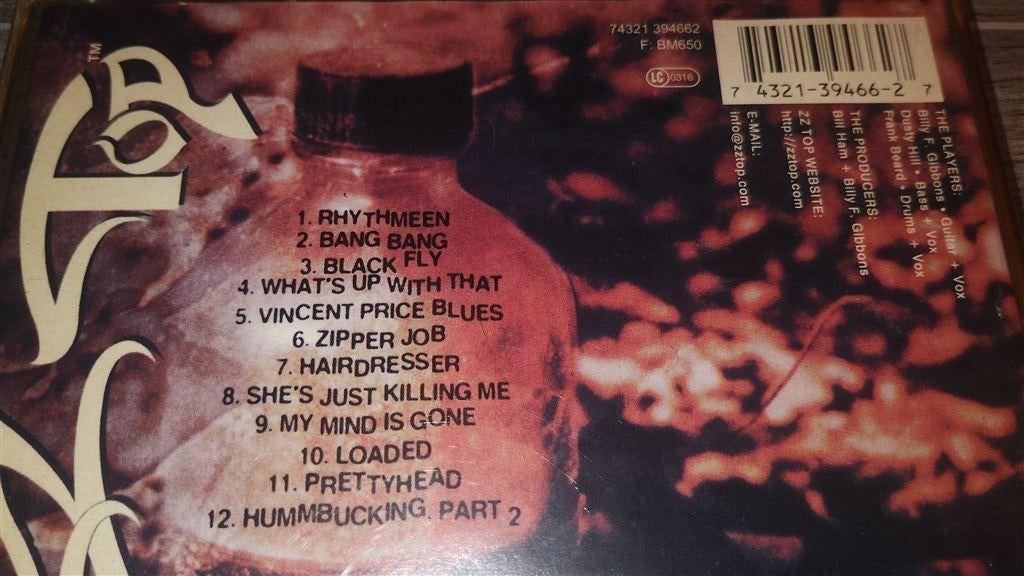 Top
TM
74321 394662
F: BM650
LC 0316
7 4321-39466-2 7
1. RHYTHMEEN
2. BANG BANG
3. BLACK FLY
4. WHAT'S UP WITH THAT
5. VINCENT PRICE BLUES
6. ZIPPER JOB
7. HAIRDRESSER
8. SHE'S JUST KILLING ME
9. MY MIND IS GONE
10. LOADED
11. PRETTYHEAD
12. HUMMBUCKING, PART 2
THE PLAYERS:
Billy F. Gibbons • Guitar + Vox
Dusty Hill • Bass + Vox
Frank Beard • Drums + Vox
THE PRODUCERS:
Bill Ham + Billy F. Gibbons
ZZ TOP WEBSITE:
http://zztop.com
E-MAIL:
info@zztop.com